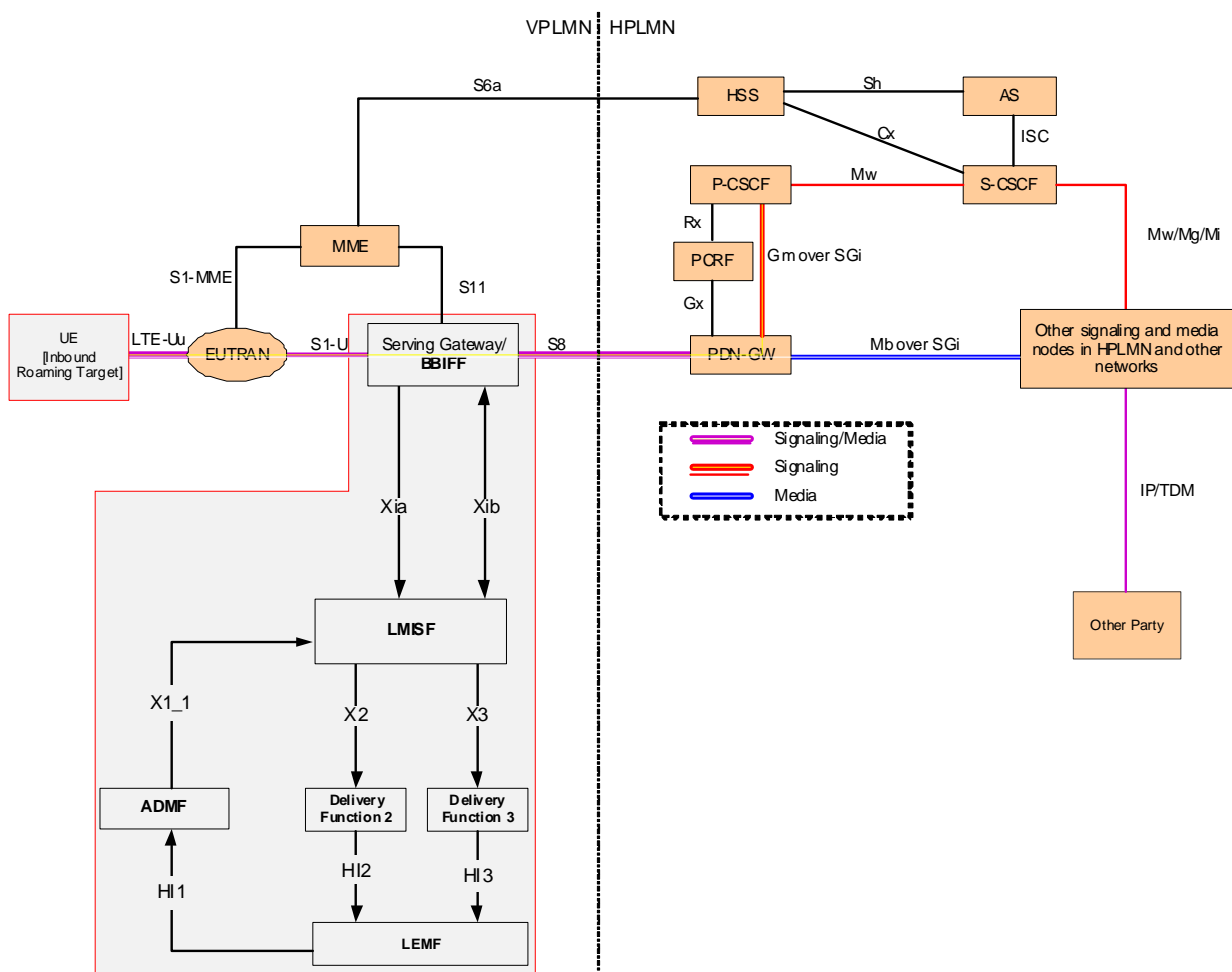 VPLMN
HPLMN
S6a
HSS
Sh
AS
Cx
ISC
P-CSCF
Mw
S-CSCF
Rx
MME
PCRF
Gm over SGi
Mw/Mg/Mi
S1-MME
S11
Gx
UE
[Inbound
Roaming Target]
LTE-Uu
EUTRAN
S1-U
Serving Gateway/
BBIFF
S8
PDN-GW
Mb over SGi
Other signaling and media
nodes in HPLMN and other
networks
Signaling/Media
Signaling
Media
IP/TDM
Xia
Xib
LMISF
Other Party
X1_1
X2
X3
ADMF
Delivery
Function 2
Delivery
Function 3
HI1
HI2
HI3
LEMF